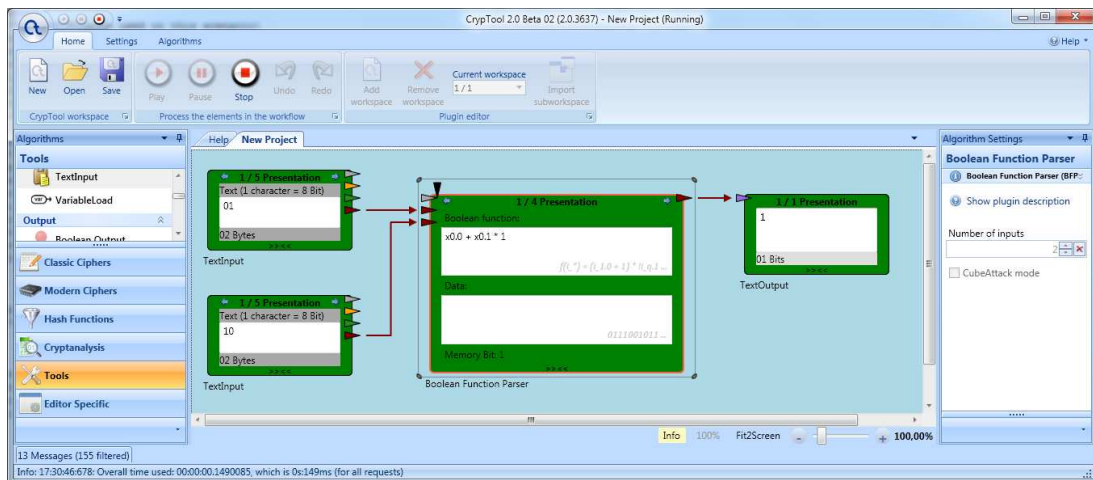 CrypTool 2.0 Beta 02 (2.0.3637) - New Project (Running)
Home Settings Algorithms
Help
New Open Save
Play Pause Stop Undo Redo
Add workspace
Remove workspace
Current workspace
1 / 1
Import subworkspace
CrypTool workspace
Process the elements in the workflow
Plugin editor
Algorithms
Tools
TextInput
VariableLoad
Output
Boolean Output
Classic Ciphers
Modern Ciphers
Hash Functions
Cryptanalysis
Tools
Editor Specific
Help New Project
1 / 5 Presentation
Text (1 character = 8 Bit)
01
02 Bytes
>><<
TextInput
1 / 5 Presentation
Text (1 character = 8 Bit)
10
02 Bytes
>><<
TextInput
1 / 4 Presentation
Boolean function:
x0.0 + x0.1 * 1
Data:
0111001011 ...
Memory Bit: 1
>><<
Boolean Function Parser
1 / 1 Presentation
1
01 Bits
>><<
TextOutput
Info 100% Fit2Screen - + 100,00%
Algorithm Settings
Boolean Function Parser
Boolean Function Parser (BFP
Show plugin description
Number of inputs
2
CubeAttack mode
13 Messages (155 filtered)
Info: 17:30:46:678: Overall time used: 00:00:00.1490085, which is 0s:149ms (for all requests)